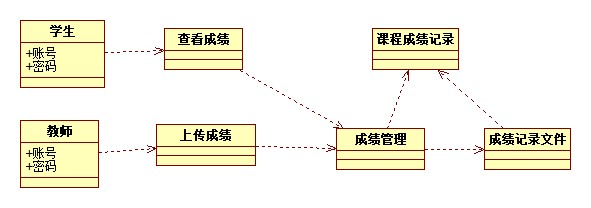 学生
+账号
+密码
查看成绩
课程成绩记录
教师
+账号
+密码
上传成绩
成绩管理
成绩记录文件